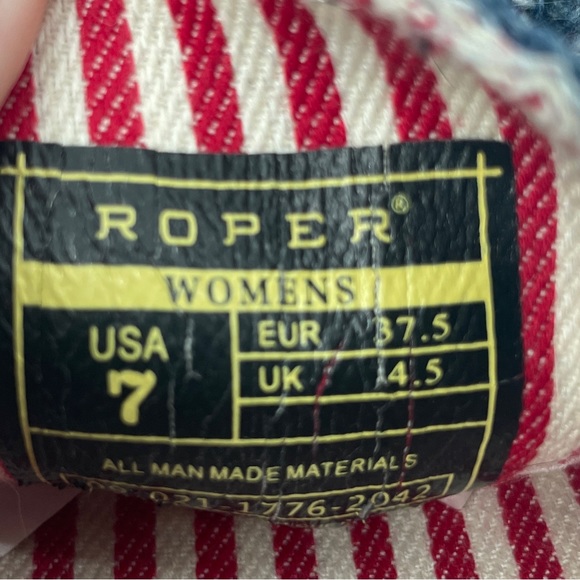 ROPER®
WOMENS
USA
7
EUR 37.5
UK 4.5
ALL MAN MADE MATERIALS
021-1776-2042